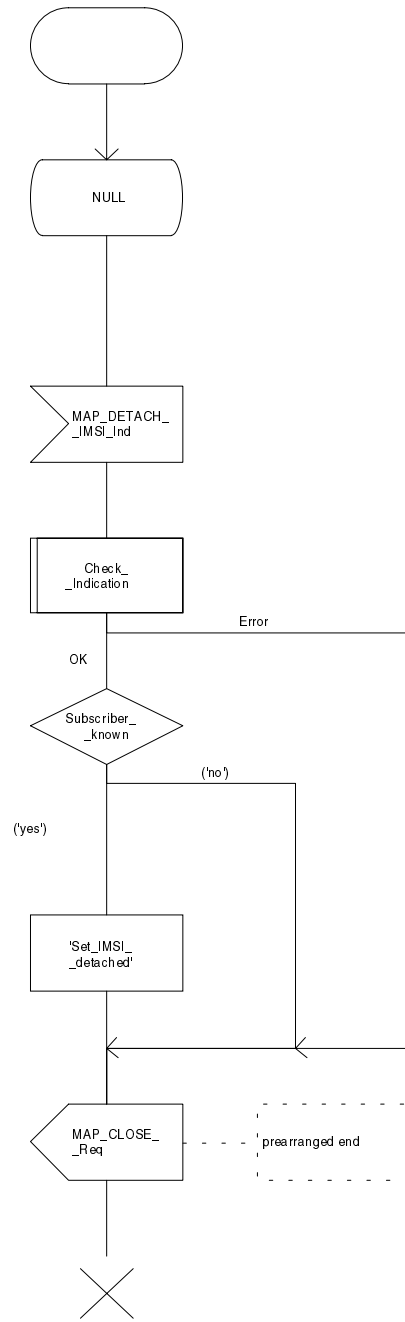 NULL
MAP_DETACH_
_IMSI_Ind
Check_
_Indication
Error
OK
Subscriber_
_known
('no')
('yes')
'Set_IMSI_
_detached'
MAP_CLOSE_
_Req
prearranged end